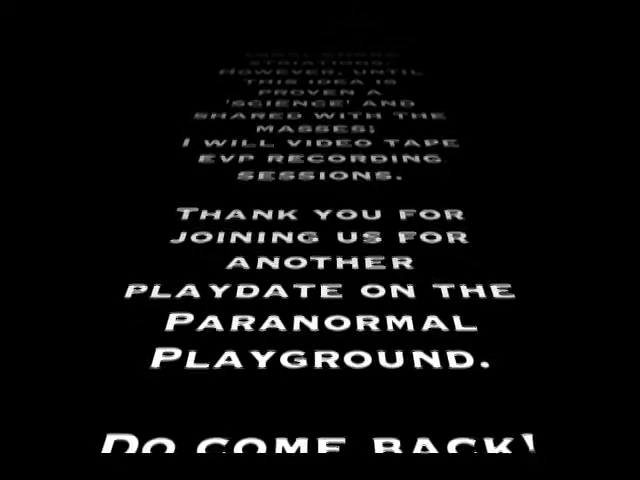 STRIATIONS.
HOWEVER, UNTIL
THIS IDEA IS
PROVEN A
'SCIENCE' AND
SHARED WITH THE
MASSES;
I WILL VIDEO TAPE
EVP RECORDING
SESSIONS.
THANK YOU FOR
JOINING US FOR
ANOTHER
PLAYDATE ON THE
PARANORMAL
PLAYGROUND.
DO COME BACK!